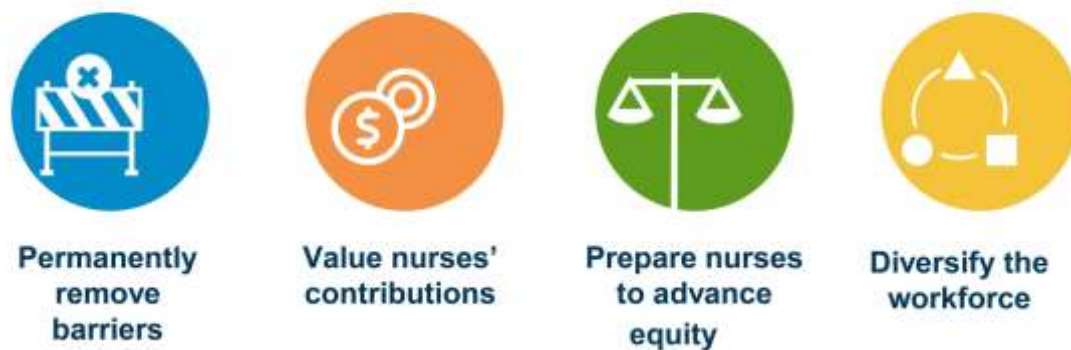 $
Permanently
remove
barriers
Value nurses’
contributions
Prepare nurses
to advance
equity
Diversify the
workforce